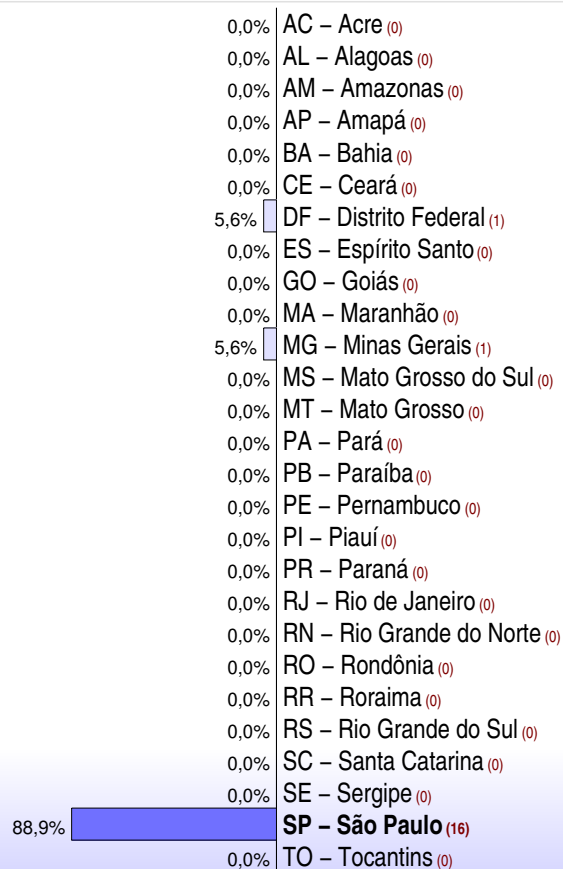 0,0% AC – Acre (0)
0,0% AL – Alagoas (0)
0,0% AM – Amazonas (0)
0,0% AP – Amapá (0)
0,0% BA – Bahia (0)
0,0% CE – Ceará (0)
5,6% DF – Distrito Federal (1)
0,0% ES – Espírito Santo (0)
0,0% GO – Goiás (0)
0,0% MA – Maranhão (0)
5,6% MG – Minas Gerais (1)
0,0% MS – Mato Grosso do Sul (0)
0,0% MT – Mato Grosso (0)
0,0% PA – Pará (0)
0,0% PB – Paraíba (0)
0,0% PE – Pernambuco (0)
0,0% PI – Piauí (0)
0,0% PR – Paraná (0)
0,0% RJ – Rio de Janeiro (0)
0,0% RN – Rio Grande do Norte (0)
0,0% RO – Rondônia (0)
0,0% RR – Roraima (0)
0,0% RS – Rio Grande do Sul (0)
0,0% SC – Santa Catarina (0)
0,0% SE – Sergipe (0)
88,9% SP – São Paulo (16)
0,0% TO – Tocantins (0)